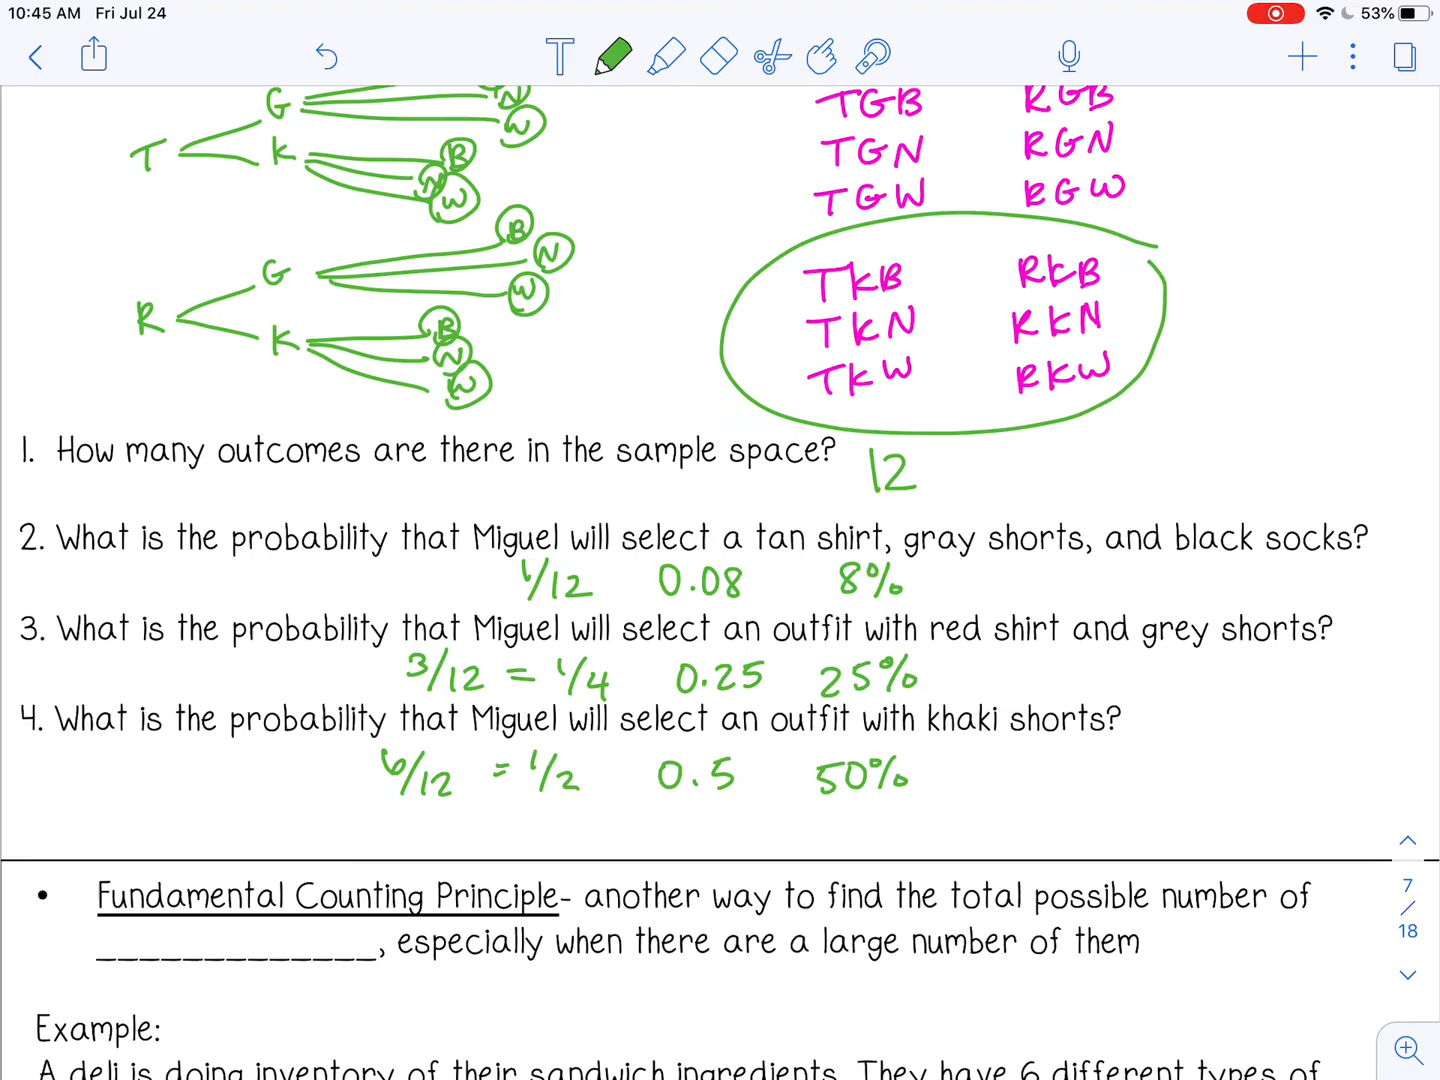 10:45 AM Fri Jul 24 53%
T
G N W
T G K B N W
R G B N W
K B N W
TGB RGB
TGN RGN
TGW RGW
TKB RKB
TKN RKN
TKW RKW
1. How many outcomes are there in the sample space? 12
2. What is the probability that Miguel will select a tan shirt, gray shorts, and black socks?
1/12 0.08 8%
3. What is the probability that Miguel will select an outfit with red shirt and grey shorts?
3/12 = 1/4 0.25 25%
4. What is the probability that Miguel will select an outfit with khaki shorts?
6/12 = 1/2 0.5 50%
• Fundamental Counting Principle- another way to find the total possible number of
_____________, especially when there are a large number of them
7
/
18
Example:
A deli is doing inventory of their sandwich ingredients. They have 6 different types of